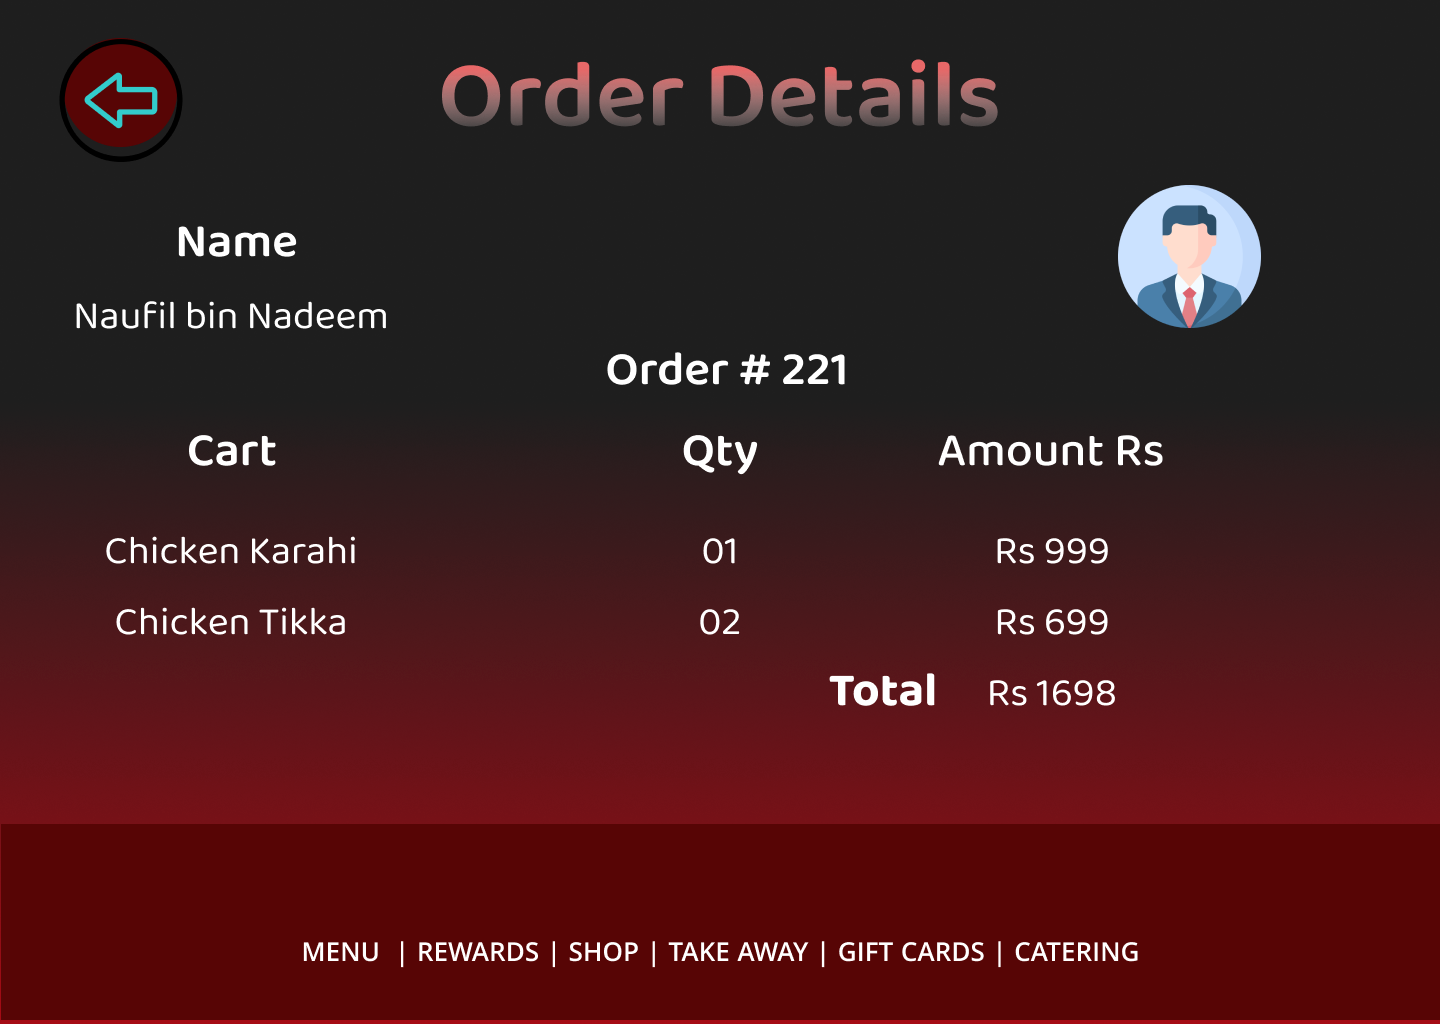 Order Details
Name
Naufil bin Nadeem
Order # 221
Cart Qty Amount Rs
Chicken Karahi 01 Rs 999
Chicken Tikka 02 Rs 699
Total Rs 1698
MENU | REWARDS | SHOP | TAKE AWAY | GIFT CARDS | CATERING